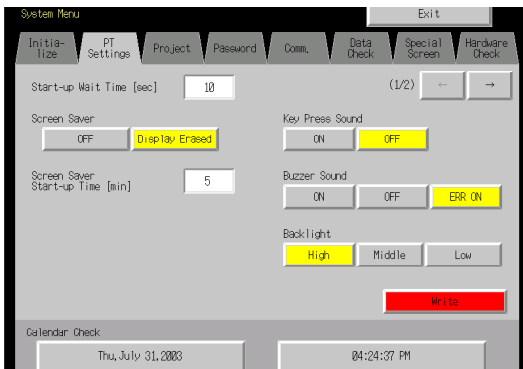 System Menu
Exit
Initia-
lize
PT
Settings
Project
Password
Comm.
Data
Check
Special
Screen
Hardware
Check
Start-up Wait Time [sec]
10
(1/2)
←
→
Screen Saver
OFF
Display Erased
Key Press Sound
ON
OFF
Screen Saver
Start-up Time [min]
5
Buzzer Sound
ON
OFF
ERR ON
Backlight
High
Middle
Low
Write
Calendar Check
Thu,July 31,2003
04:24:37 PM